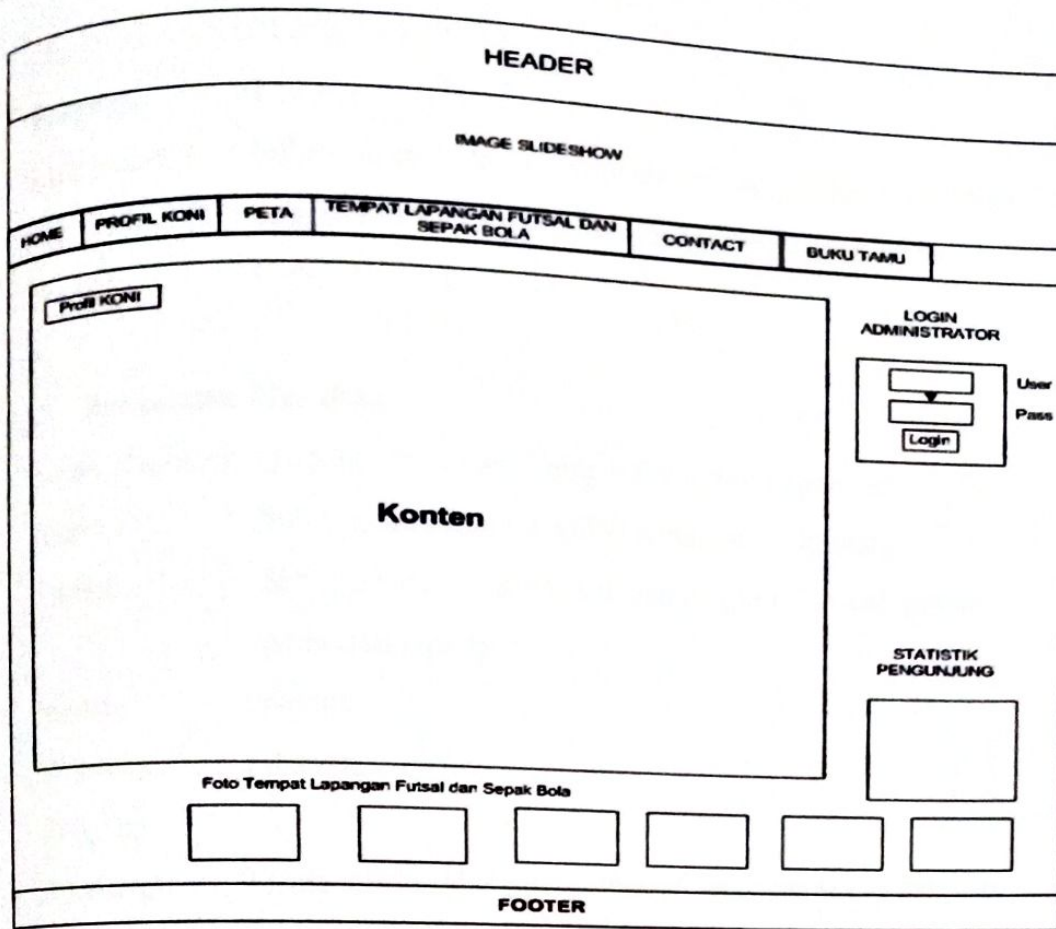 HEADER
IMAGE SLIDESHOW
HOME
PROFIL KONI
PETA
TEMPAT LAPANGAN FUTSAL DAN
SEPAK BOLA
CONTACT
BUKU TAMU
Profil KONI
LOGIN
ADMINISTRATOR
User
Pass
Login
Konten
STATISTIK
PENGUNJUNG
Foto Tempat Lapangan Futsal dan Sepak Bola
FOOTER